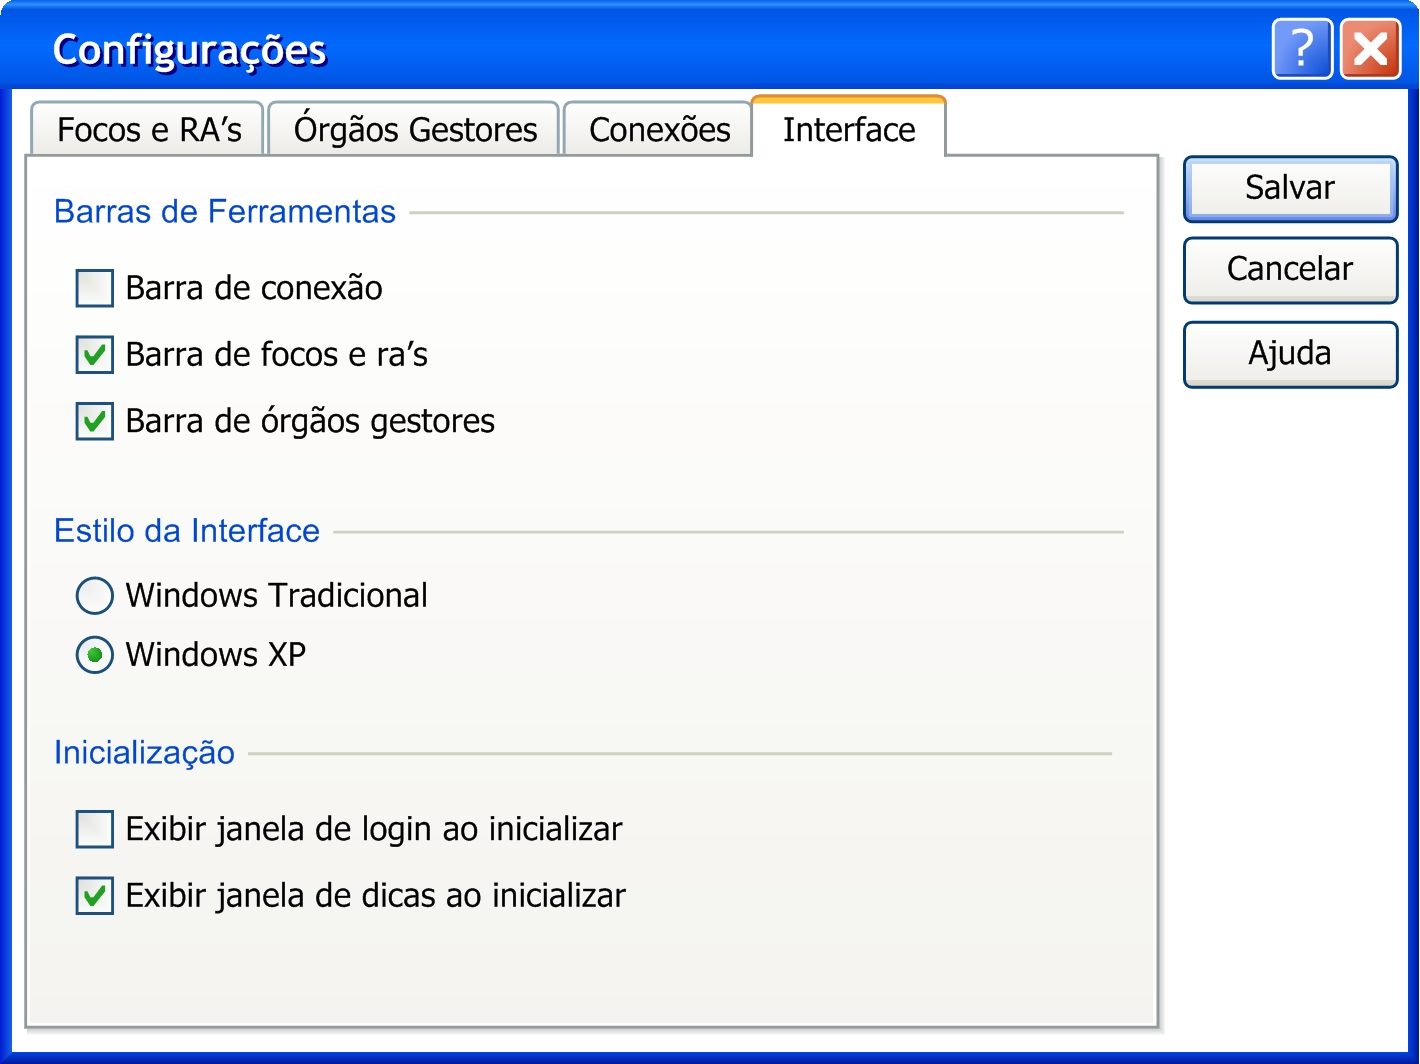 Configurações
?
Focos e RA’s
Órgãos Gestores
Conexões
Interface
Salvar
Cancelar
Ajuda
Barras de Ferramentas
Barra de conexão
Barra de focos e ra’s
Barra de órgãos gestores
Estilo da Interface
Windows Tradicional
Windows XP
Inicialização
Exibir janela de login ao inicializar
Exibir janela de dicas ao inicializar